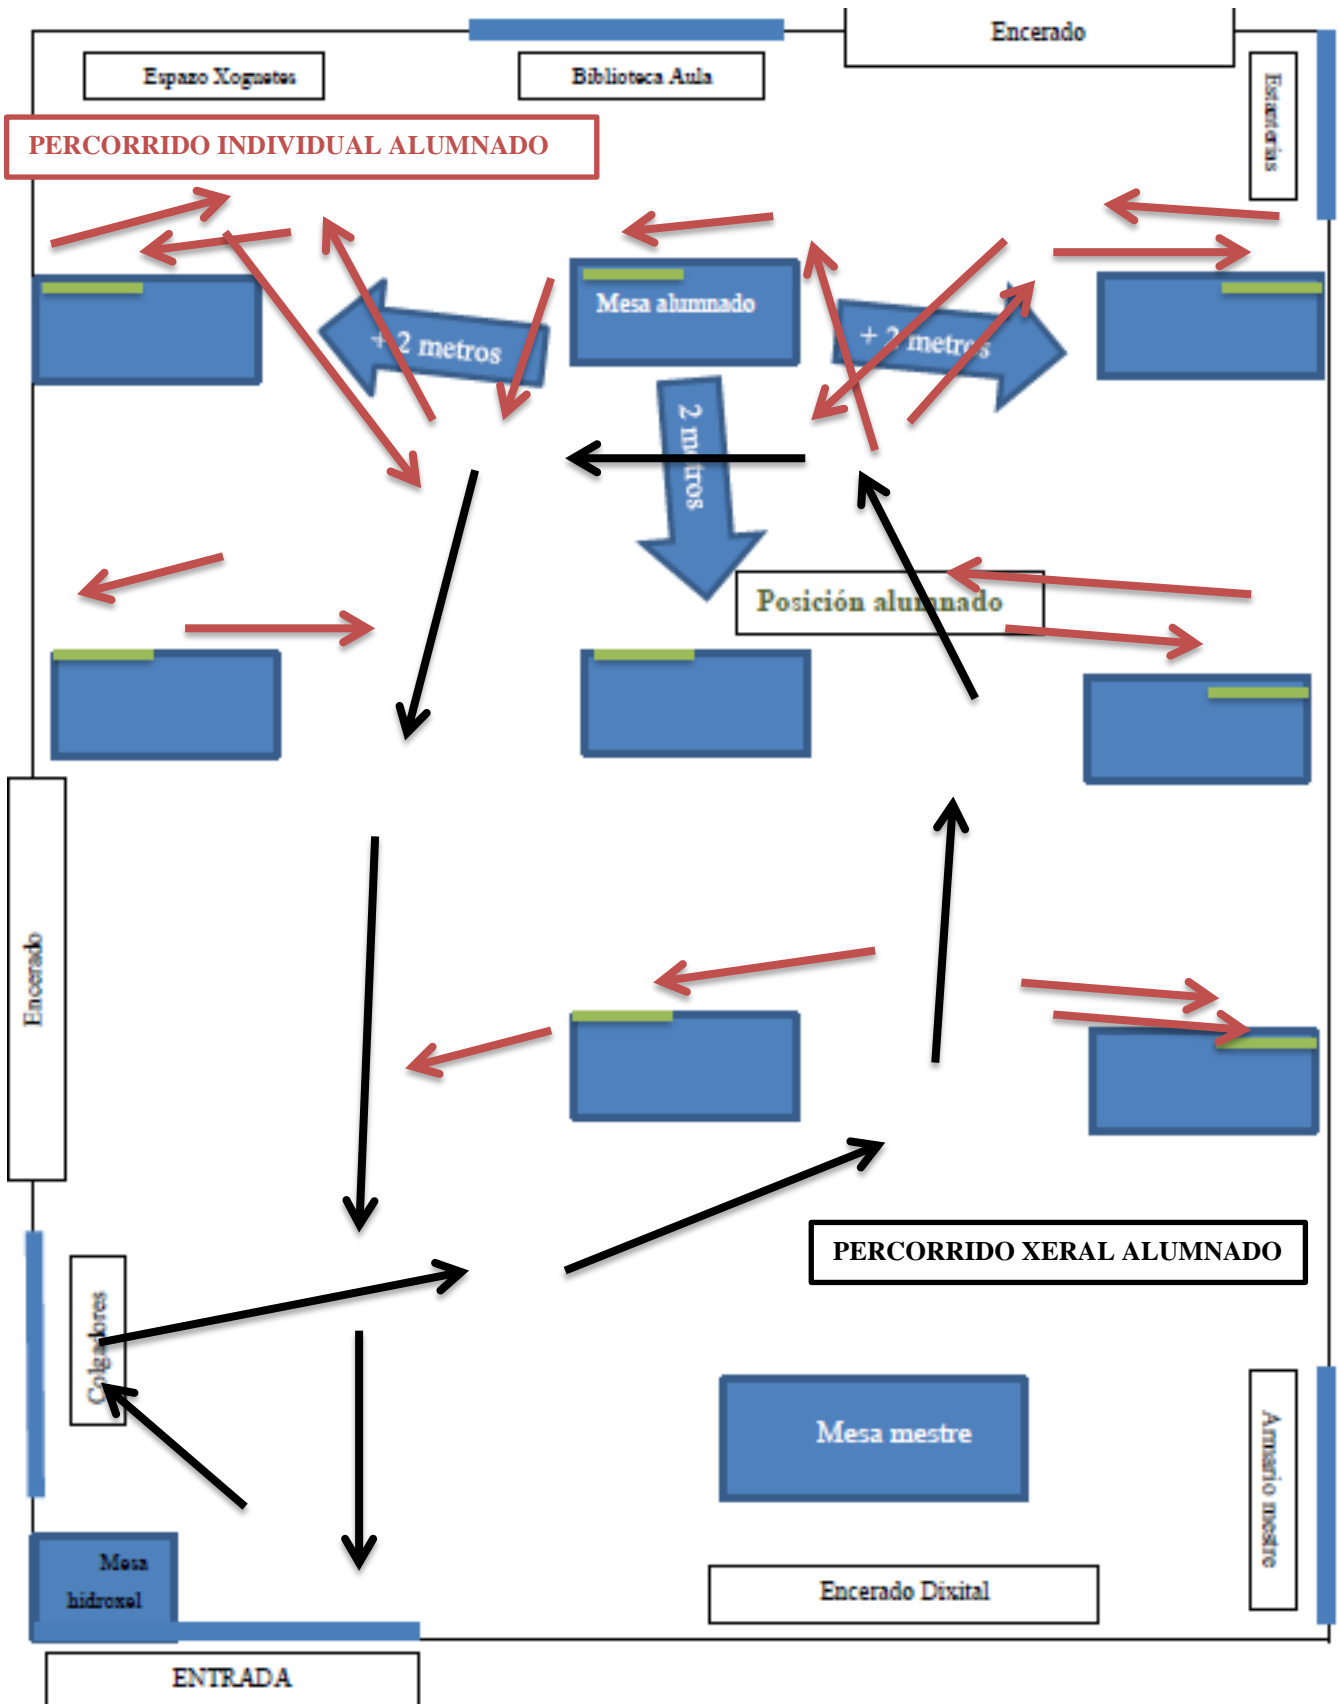 Encerado
Espazo Xoguetes
Biblioteca Aula
Estanterías
PERCORRIDO INDIVIDUAL ALUMNADO
Mesa alumnado
+ 2 metros
+ 2 metros
2 metros
Posición alumnado
Encerado
PERCORRIDO XERAL ALUMNADO
Colgadores
Mesa mestre
Armario mestre
Mesa
hidroxel
Encerado Dixital
ENTRADA